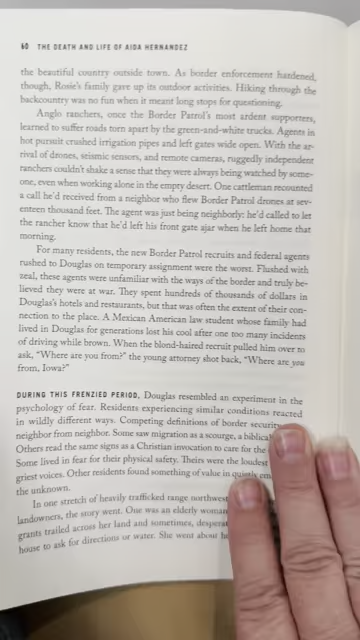 60 THE DEATH AND LIFE OF AIDA HERNANDEZ
the beautiful country outside town. As border enforcement hardened,
though, Rosie's family gave up its outdoor activities. Hiking through the
backcountry was no fun when it meant long stops for questioning.
Anglo ranchers, once the Border Patrol's most ardent supporters,
learned to suffer roads torn apart by the green-and-white trucks. Agents in
hot pursuit crushed irrigation pipes and left gates wide open. With the ar-
rival of drones, seismic sensors, and remote cameras, ruggedly independent
ranchers couldn't shake a sense that they were always being watched by some-
one, even when working alone in the empty desert. One cattleman recounted
a call he'd received from a neighbor who flew Border Patrol drones at sev-
enteen thousand feet. The agent was just being neighborly: he'd called to let
the rancher know that he'd left his front gate ajar when he left home that
morning.
For many residents, the new Border Patrol recruits and federal agents
rushed to Douglas on temporary assignment were the worst. Flushed with
zeal, these agents were unfamiliar with the ways of the border and truly be-
lieved they were at war. They spent hundreds of thousands of dollars in
Douglas's hotels and restaurants, but that was often the extent of their con-
nection to the place. A Mexican American law student whose family had
lived in Douglas for generations lost his cool after one too many incidents
of driving while brown. When the blond-haired recruit pulled him over to
ask, "Where are you from?" the young attorney shot back, "Where are you
from, Iowa?"
DURING THIS FRENZIED PERIOD, Douglas resembled an experiment in the
psychology of fear. Residents experiencing similar conditions reacted
in wildly different ways. Competing definitions of border security
neighbor from neighbor. Some saw migration as a scourge, a biblical
Others read the same signs as a Christian invocation to care for the
Some lived in fear for their physical safety. Theirs were the loudest
griest voices. Other residents found something of value in quietly em
the unknown.
In one stretch of heavily trafficked range northwest
landowners, the story went. One was an elderly woman
grants trailed across her land and sometimes, desperat
house to ask for directions or water. She went about h